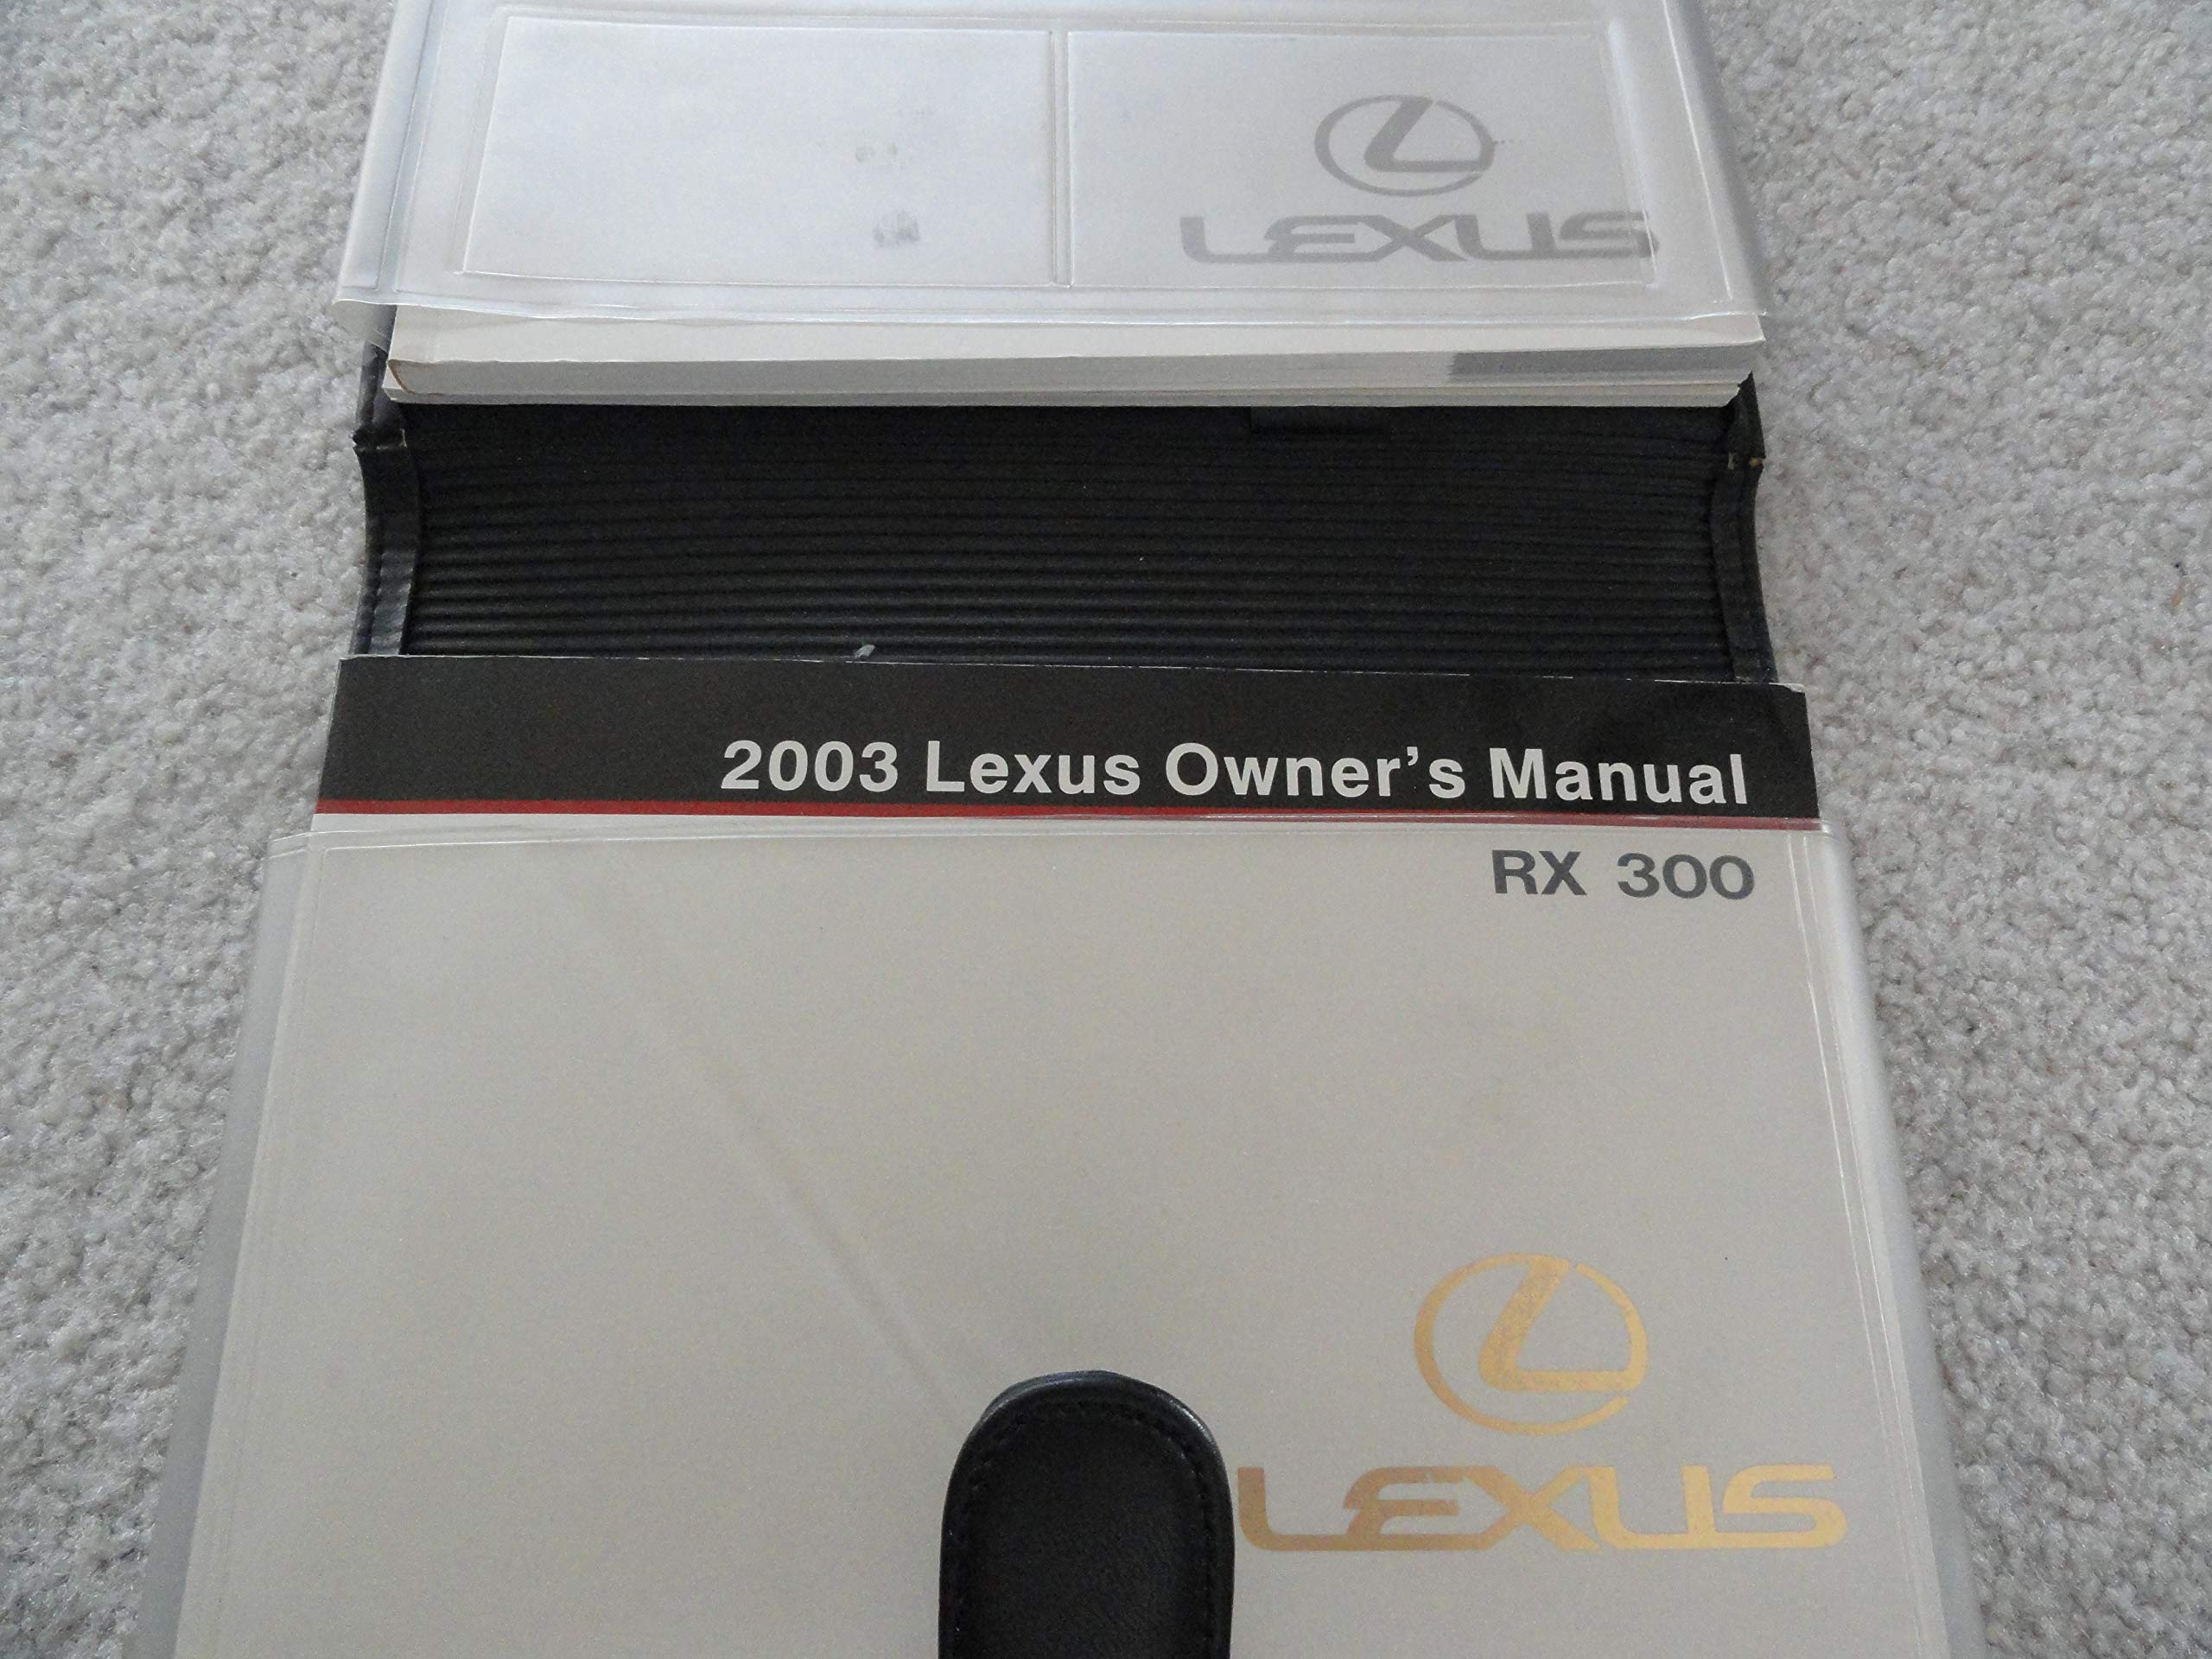 LEXUS
2003 Lexus Owner's Manual
RX 300
LEXUS